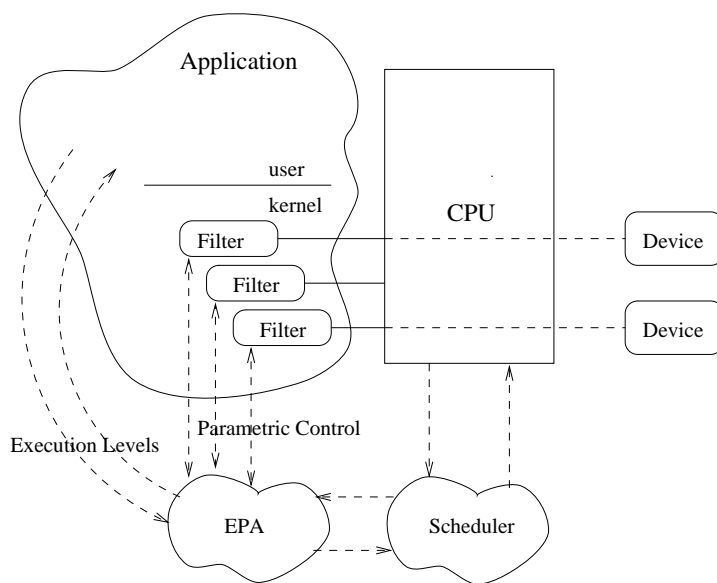 Application
user
kernel
CPU
Filter
Device
Filter
Filter
Device
Parametric Control
Execution Levels
EPA
Scheduler